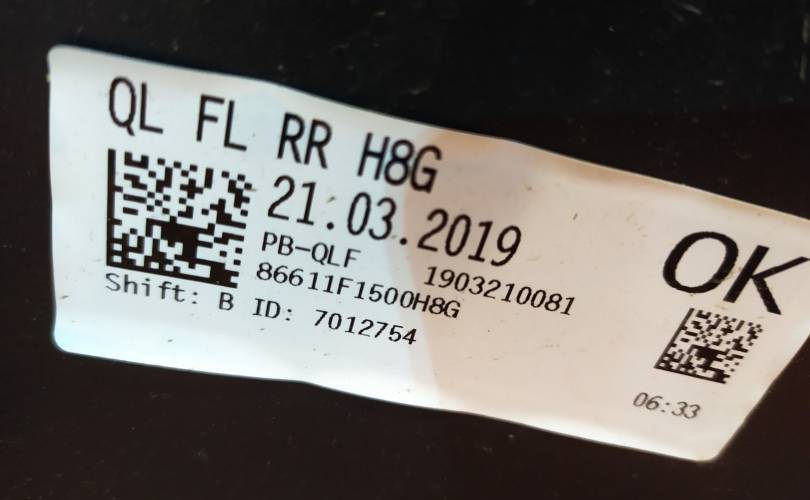 QL FL RR H8G
21.03.2019
OK
PB-QLF 1903210081
86611F1500H8G
Shift: B ID: 7012754
06:33